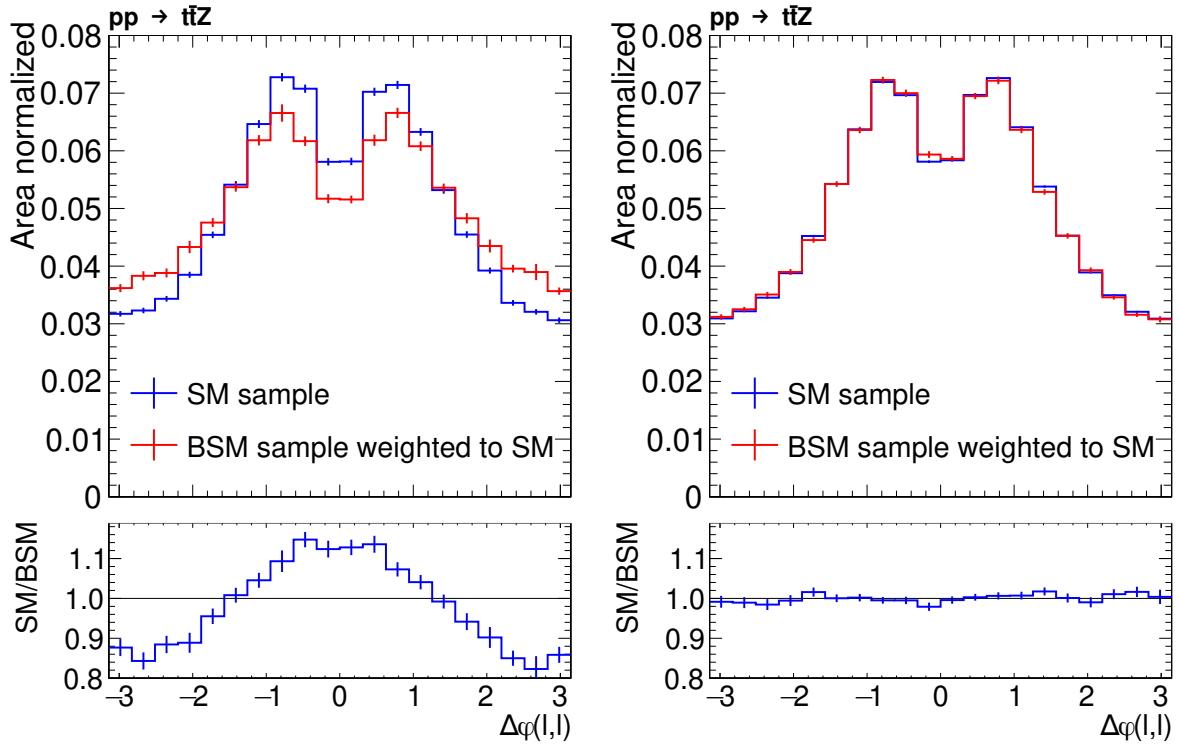 pp → tt̄Z
Area normalized
0.08
0.07
0.06
0.05
0.04
0.03
0.02
0.01
0
SM sample
BSM sample weighted to SM
SM/BSM
1.1
1.0
0.9
0.8
−3 −2 −1 0 1 2 3
Δφ(l,l)
pp → tt̄Z
Area normalized
0.08
0.07
0.06
0.05
0.04
0.03
0.02
0.01
0
SM sample
BSM sample weighted to SM
SM/BSM
1.1
1.0
0.9
0.8
−3 −2 −1 0 1 2 3
Δφ(l,l)